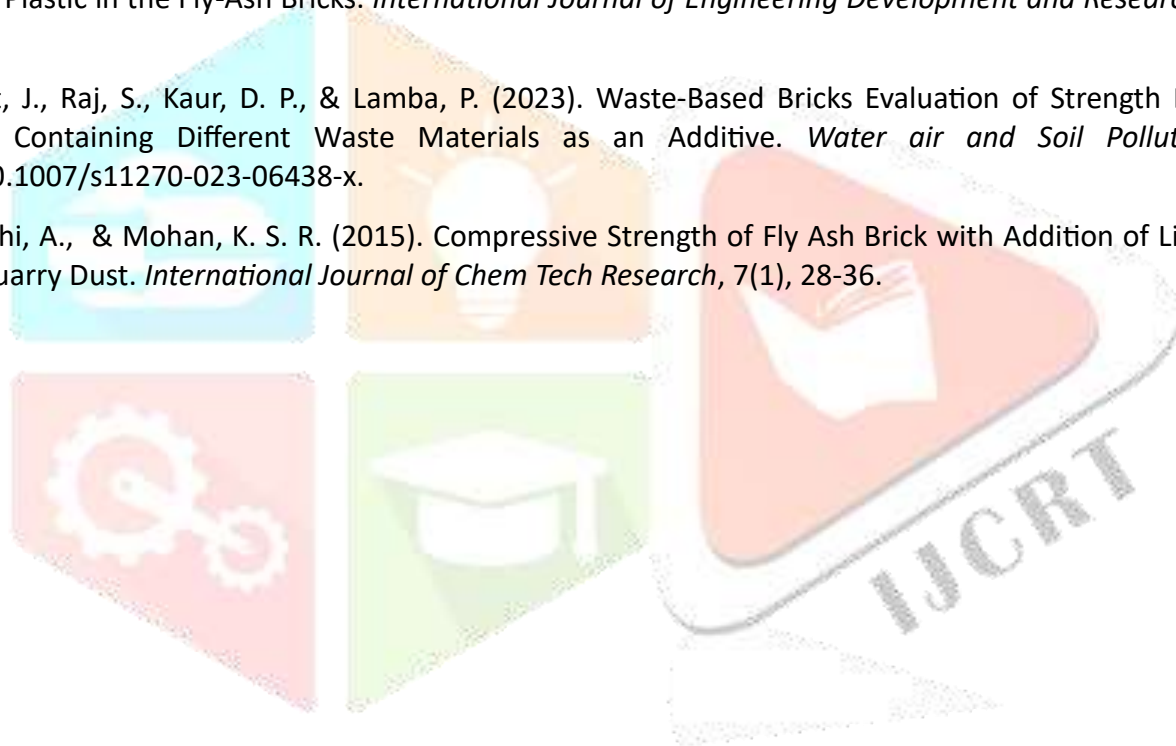 Plastic in the Fly-Ash Bricks. International Journal of Engineering Development and Resear
, J., Raj, S., Kaur, D. P., & Lamba, P. (2023). Waste-Based Bricks Evaluation of Strength
Containing Different Waste Materials as an Additive. Water air and Soil Pollut
0.1007/s11270-023-06438-x.
hi, A., & Mohan, K. S. R. (2015). Compressive Strength of Fly Ash Brick with Addition of Li
uarry Dust. International Journal of Chem Tech Research, 7(1), 28-36.
IJCRT